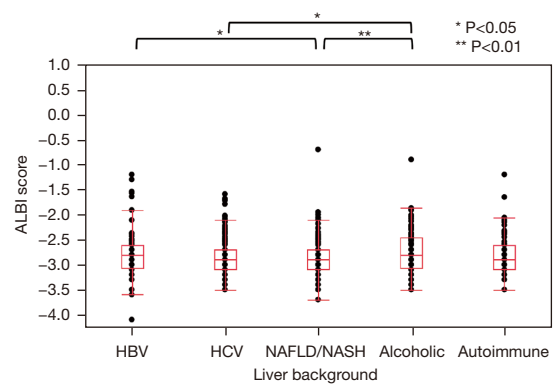 *
* P<0.05
*
**
** P<0.01
1.0
0.5
0.0
−0.5
−1.0
−1.5
−2.0
−2.5
−3.0
−3.5
−4.0
ALBI score
HBV HCV NAFLD/NASH Alcoholic Autoimmune
Liver background